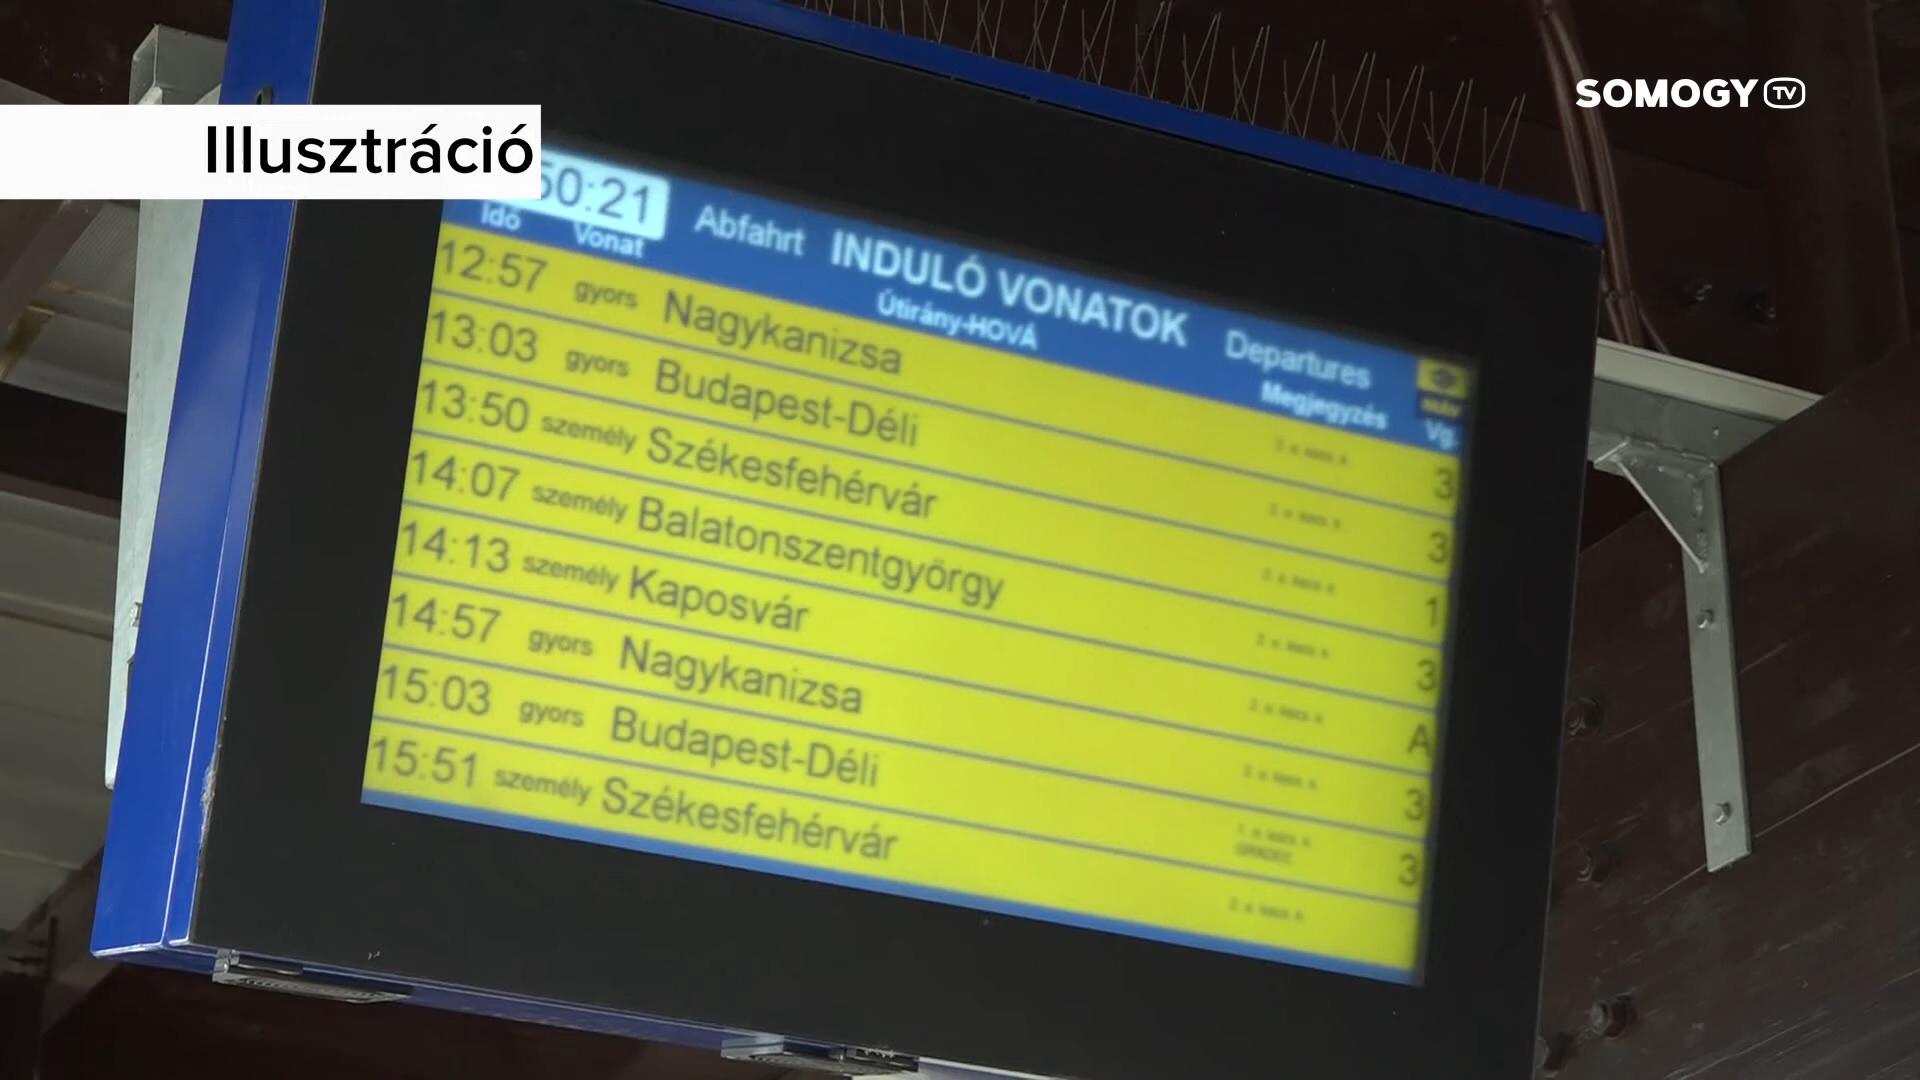 SOMOGY TV
Illusztráció
50:21
Abfahrt INDULÓ VONATOK Departures
Idő Vonat Útirány-HOVÁ Megjegyzés Vg.
12:57 gyors Nagykanizsa 3
13:03 gyors Budapest-Déli 3
13:50 személy Székesfehérvár 1
14:07 személy Balatonszentgyörgy 3
14:13 személy Kaposvár A
14:57 gyors Nagykanizsa 3
15:03 gyors Budapest-Déli 3
15:51 személy Székesfehérvár